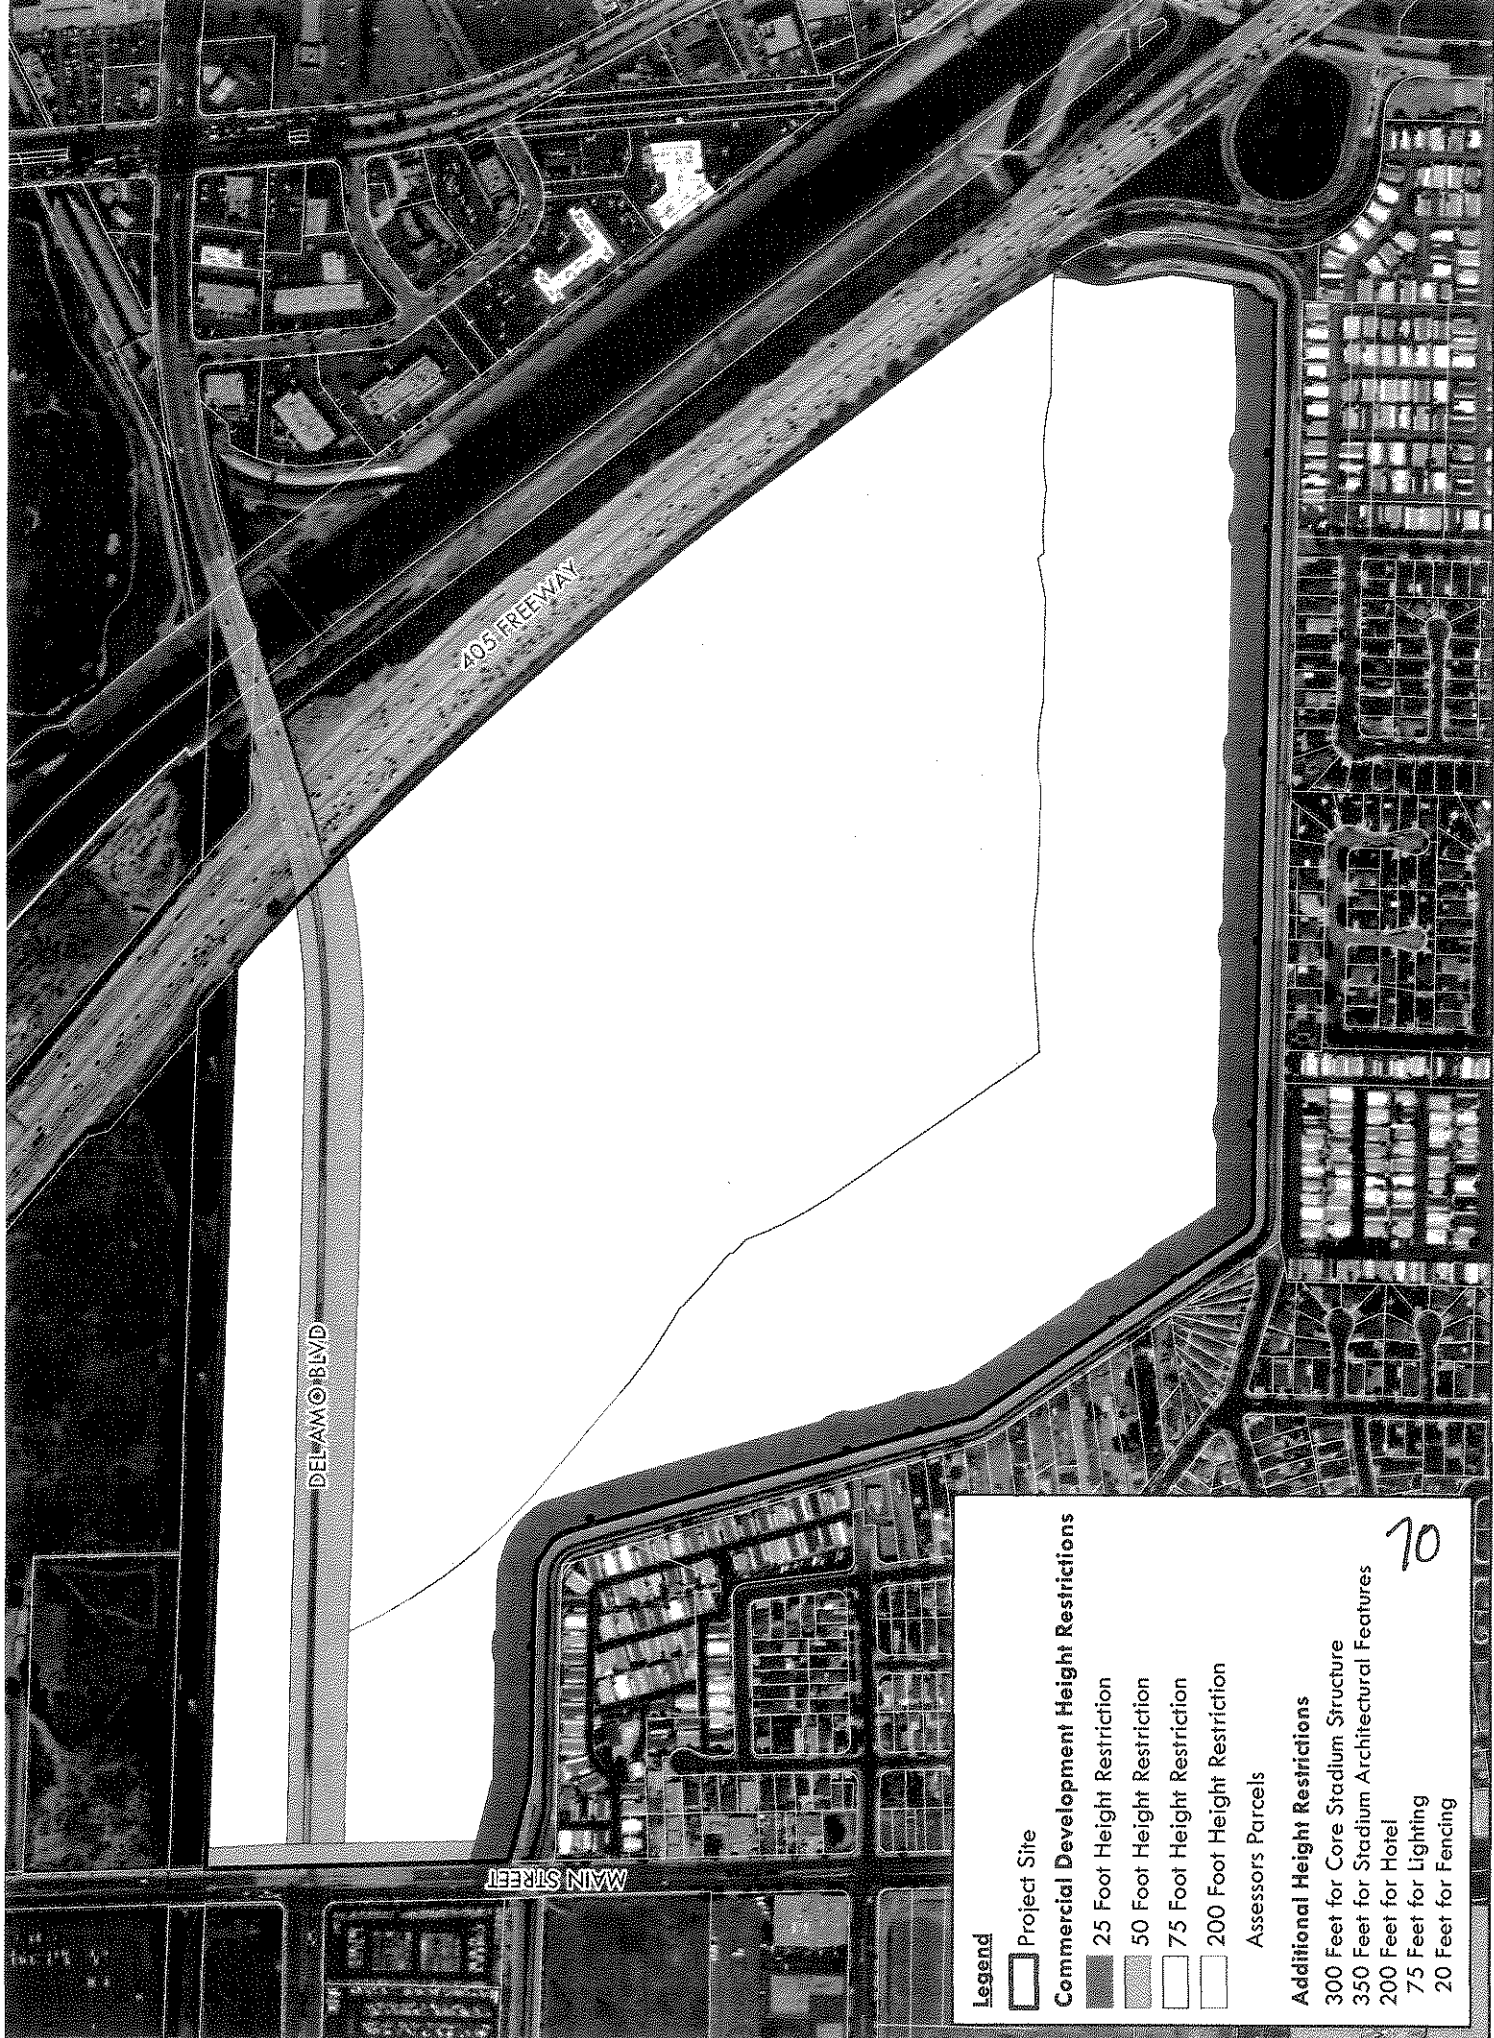 405 FREEWAY
DEL AMO BLVD
MAIN STREET
Legend
Project Site
Commercial Development Height Restrictions
25 Foot Height Restriction
50 Foot Height Restriction
75 Foot Height Restriction
200 Foot Height Restriction
Assessors Parcels
Additional Height Restrictions
300 Feet for Core Stadium Structure
350 Feet for Stadium Architectural Features
200 Feet for Hotel
75 Feet for Lighting
20 Feet for Fencing
70